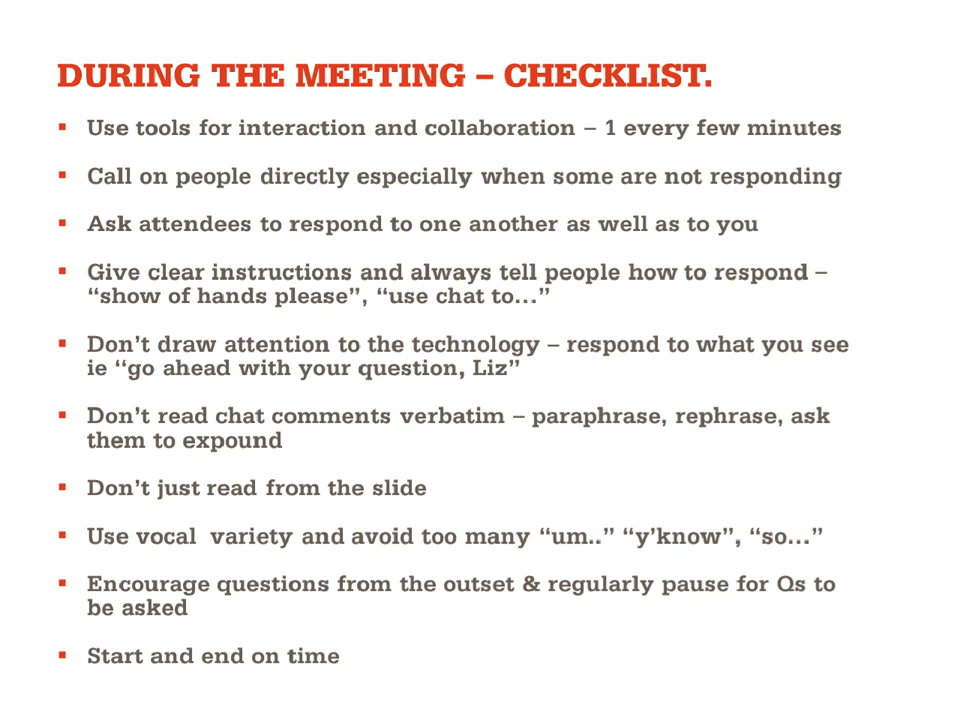 DURING THE MEETING – CHECKLIST.
▪ Use tools for interaction and collaboration – 1 every few minutes
▪ Call on people directly especially when some are not responding
▪ Ask attendees to respond to one another as well as to you
▪ Give clear instructions and always tell people how to respond –
“show of hands please”, “use chat to…”
▪ Don’t draw attention to the technology – respond to what you see
ie “go ahead with your question, Liz”
▪ Don’t read chat comments verbatim – paraphrase, rephrase, ask
them to expound
▪ Don’t just read from the slide
▪ Use vocal  variety and avoid too many “um..” “y’know”, “so…”
▪ Encourage questions from the outset & regularly pause for Qs to
be asked
▪ Start and end on time